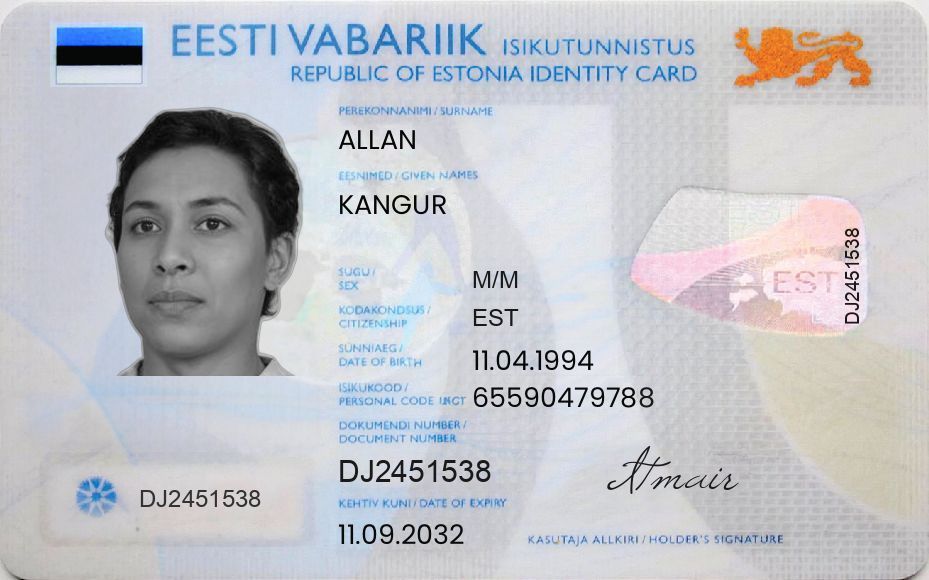 EESTI VABARIIK ISIKUTUNNISTUS
REPUBLIC OF ESTONIA IDENTITY CARD
PEREKONNANIMI / SURNAME
ALLAN
EESNIMED / GIVEN NAMES
KANGUR
SUGU /
SEX
M/M
KODAKONDSUS /
CITIZENSHIP
EST
SÜNNIAEG /
DATE OF BIRTH
11.04.1994
ISIKUKOOD /
PERSONAL CODE
65590479788
DOKUMENDI NUMBER /
DOCUMENT NUMBER
DJ2451538
KEHTIV KUNI / DATE OF EXPIRY
11.09.2032
DJ2451538
EST
DJ2451538
KASUTAJA ALLKIRI / HOLDER'S SIGNATURE